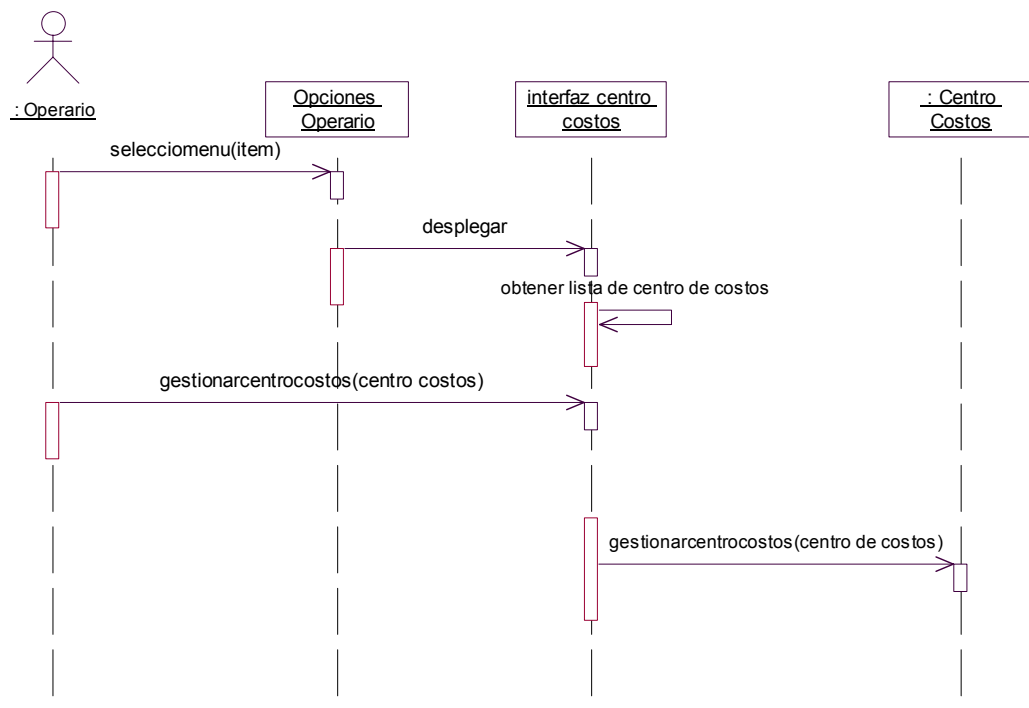 : Operario
Opciones
Operario
interfaz centro
costos
: Centro
Costos
selecciomenu(item)
desplegar
obtener lista de centro de costos
gestionarcentrocostos(centro costos)
gestionarcentrocostos(centro de costos)